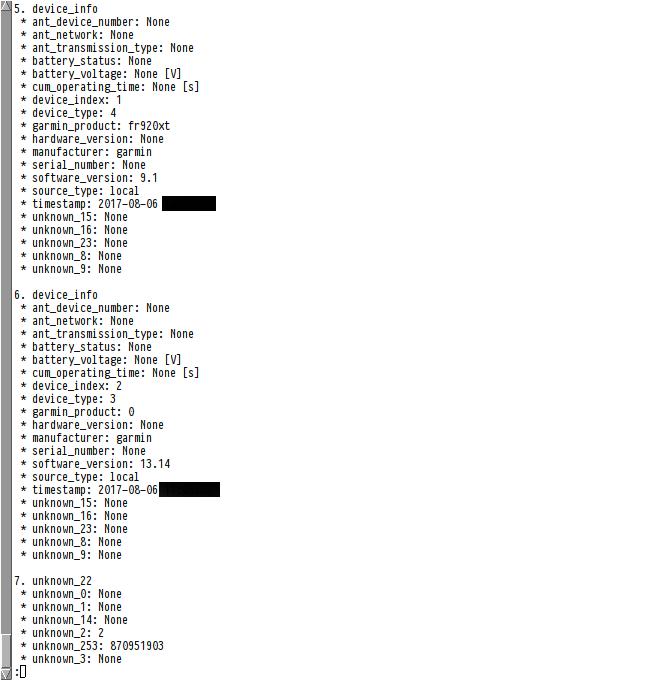 5. device_info
* ant_device_number: None
* ant_network: None
* ant_transmission_type: None
* battery_status: None
* battery_voltage: None [V]
* cum_operating_time: None [s]
* device_index: 1
* device_type: 4
* garmin_product: fr920xt
* hardware_version: None
* manufacturer: garmin
* serial_number: None
* software_version: 9.1
* source_type: local
* timestamp: 2017-08-06
* unknown_15: None
* unknown_16: None
* unknown_23: None
* unknown_8: None
* unknown_9: None
6. device_info
* ant_device_number: None
* ant_network: None
* ant_transmission_type: None
* battery_status: None
* battery_voltage: None [V]
* cum_operating_time: None [s]
* device_index: 2
* device_type: 3
* garmin_product: 0
* hardware_version: None
* manufacturer: garmin
* serial_number: None
* software_version: 13.14
* source_type: local
* timestamp: 2017-08-06
* unknown_15: None
* unknown_16: None
* unknown_23: None
* unknown_8: None
* unknown_9: None
7. unknown_22
* unknown_0: None
* unknown_1: None
* unknown_14: None
* unknown_2: 2
* unknown_253: 870951903
* unknown_3: None
: